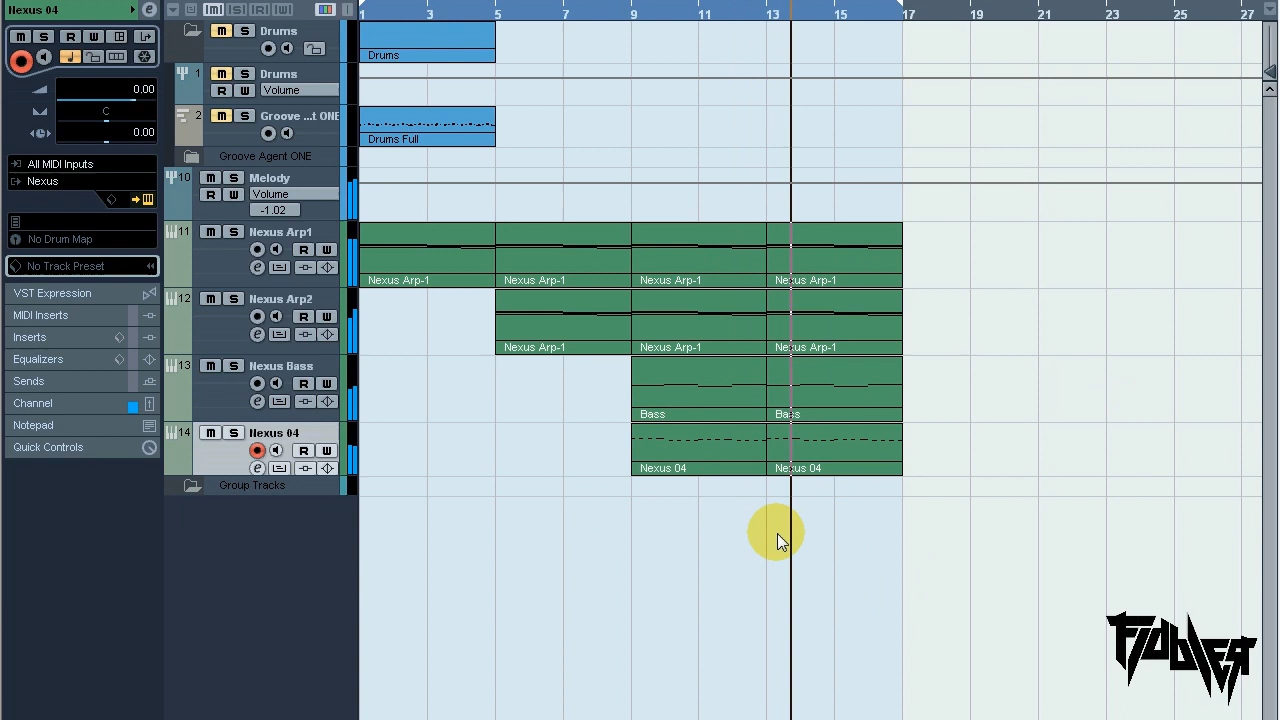 Nexus 04
e
|M| |S| |R| |W|
1 3 5 7 9 11 13 15 17 19 21 23 25 27
M S R W
0.00
C
0.00
All MIDI Inputs
Nexus
No Drum Map
No Track Preset
VST Expression
MIDI Inserts
Inserts
Equalizers
Sends
Channel
Notepad
Quick Controls
M S Drums
Drums
1 M S Drums
R W Volume
2 M S Groove ...t ONE
Drums Full
Groove Agent ONE
10 M S Melody
R W Volume
-1.02
11 M S Nexus Arp1
R W
e
Nexus Arp-1 Nexus Arp-1 Nexus Arp-1 Nexus Arp-1
12 M S Nexus Arp2
R W
e
Nexus Arp-1 Nexus Arp-1 Nexus Arp-1
13 M S Nexus Bass
R W
e
Bass Bass
14 M S Nexus 04
R W
e
Nexus 04 Nexus 04
Group Tracks
FIDDLER